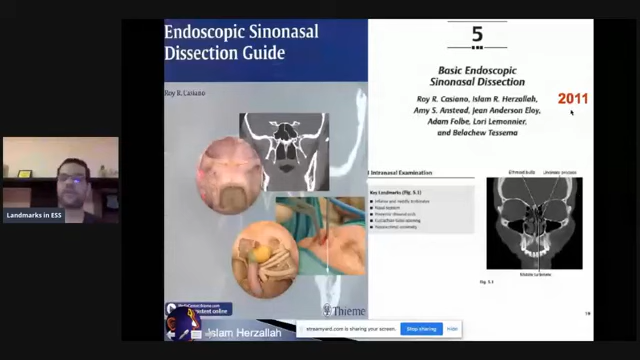 Endoscopic Sinonasal
Dissection Guide
Roy R. Casiano
Thieme
5
Basic Endoscopic
Sinonasal Dissection
Roy R. Casiano, Islam R. Herzallah,
Amy S. Anstead, Jean Anderson Eloy,
Adam Folbe, Lori Lemonnier,
and Belachew Tessema
2011
Intranasal Examination
Key Landmarks (Fig. 5.1)
Ethmoid bulla
Uncinate process
Middle turbinate
Fig. 5.1
Landmarks in ESS
Islam Herzallah
streamyard.com is sharing your screen.
Stop sharing
Hide